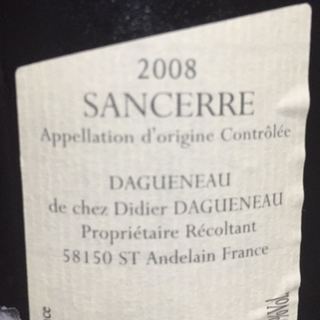 2008
SANCERRE
Appellation d'origine Contrôlée
DAGUENEAU
de chez Didier DAGUENEAU
Propriétaire Récoltant
58150 ST Andelain France